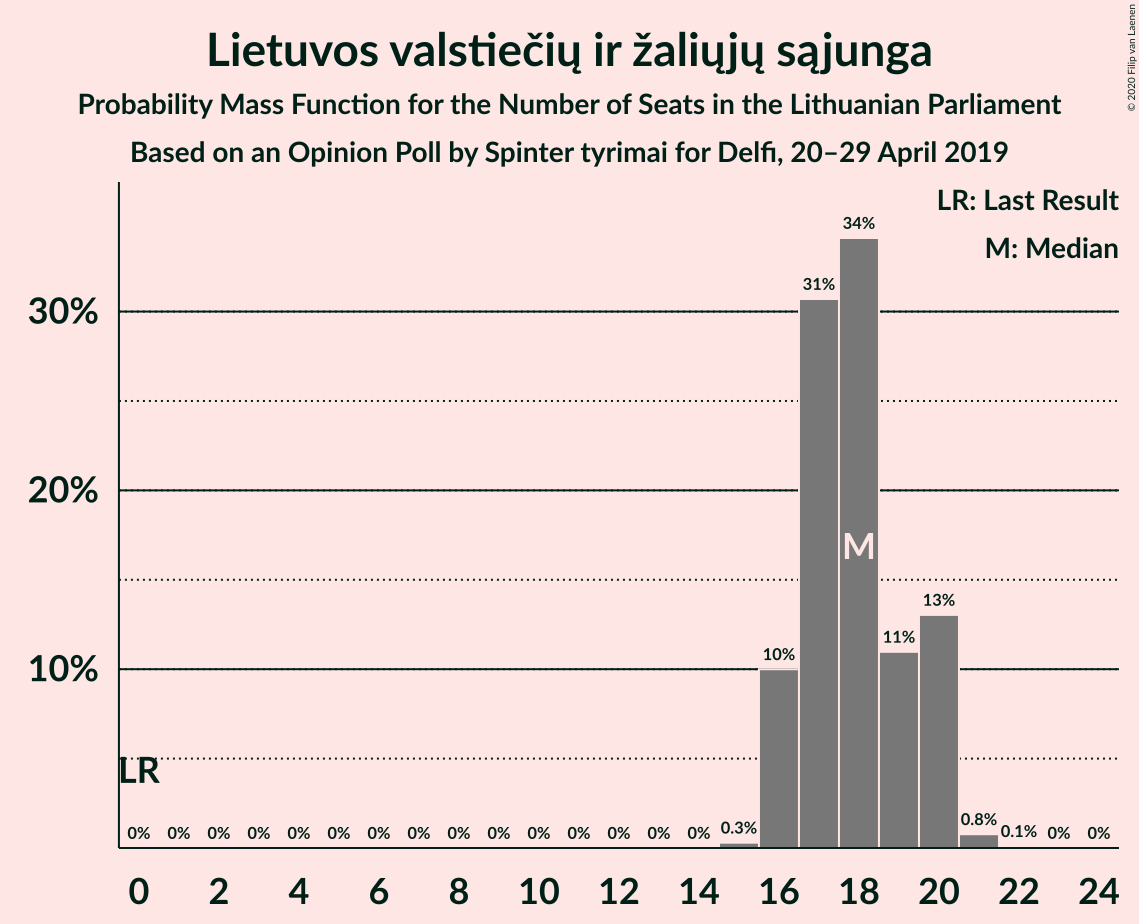 Lietuvos valstiečių ir žaliųjų sąjunga
Probability Mass Function for the Number of Seats in the Lithuanian Parliament
Based on an Opinion Poll by Spinter tyrimai for Delfi, 20–29 April 2019
© 2020 Filip van Laenen
LR: Last Result
M: Median
34%
31%
30%
20%
M
13%
11%
10%
10%
LR
0% 0% 0% 0% 0% 0% 0% 0% 0% 0% 0% 0% 0% 0% 0% 0.3% 0.8% 0.1% 0% 0%
0 2 4 6 8 10 12 14 16 18 20 22 24